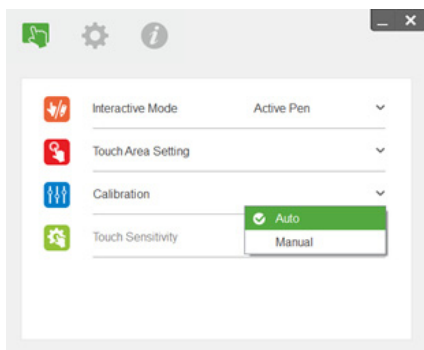 Interactive Mode Active Pen
Touch Area Setting
Calibration
Auto
Touch Sensitivity
Manual